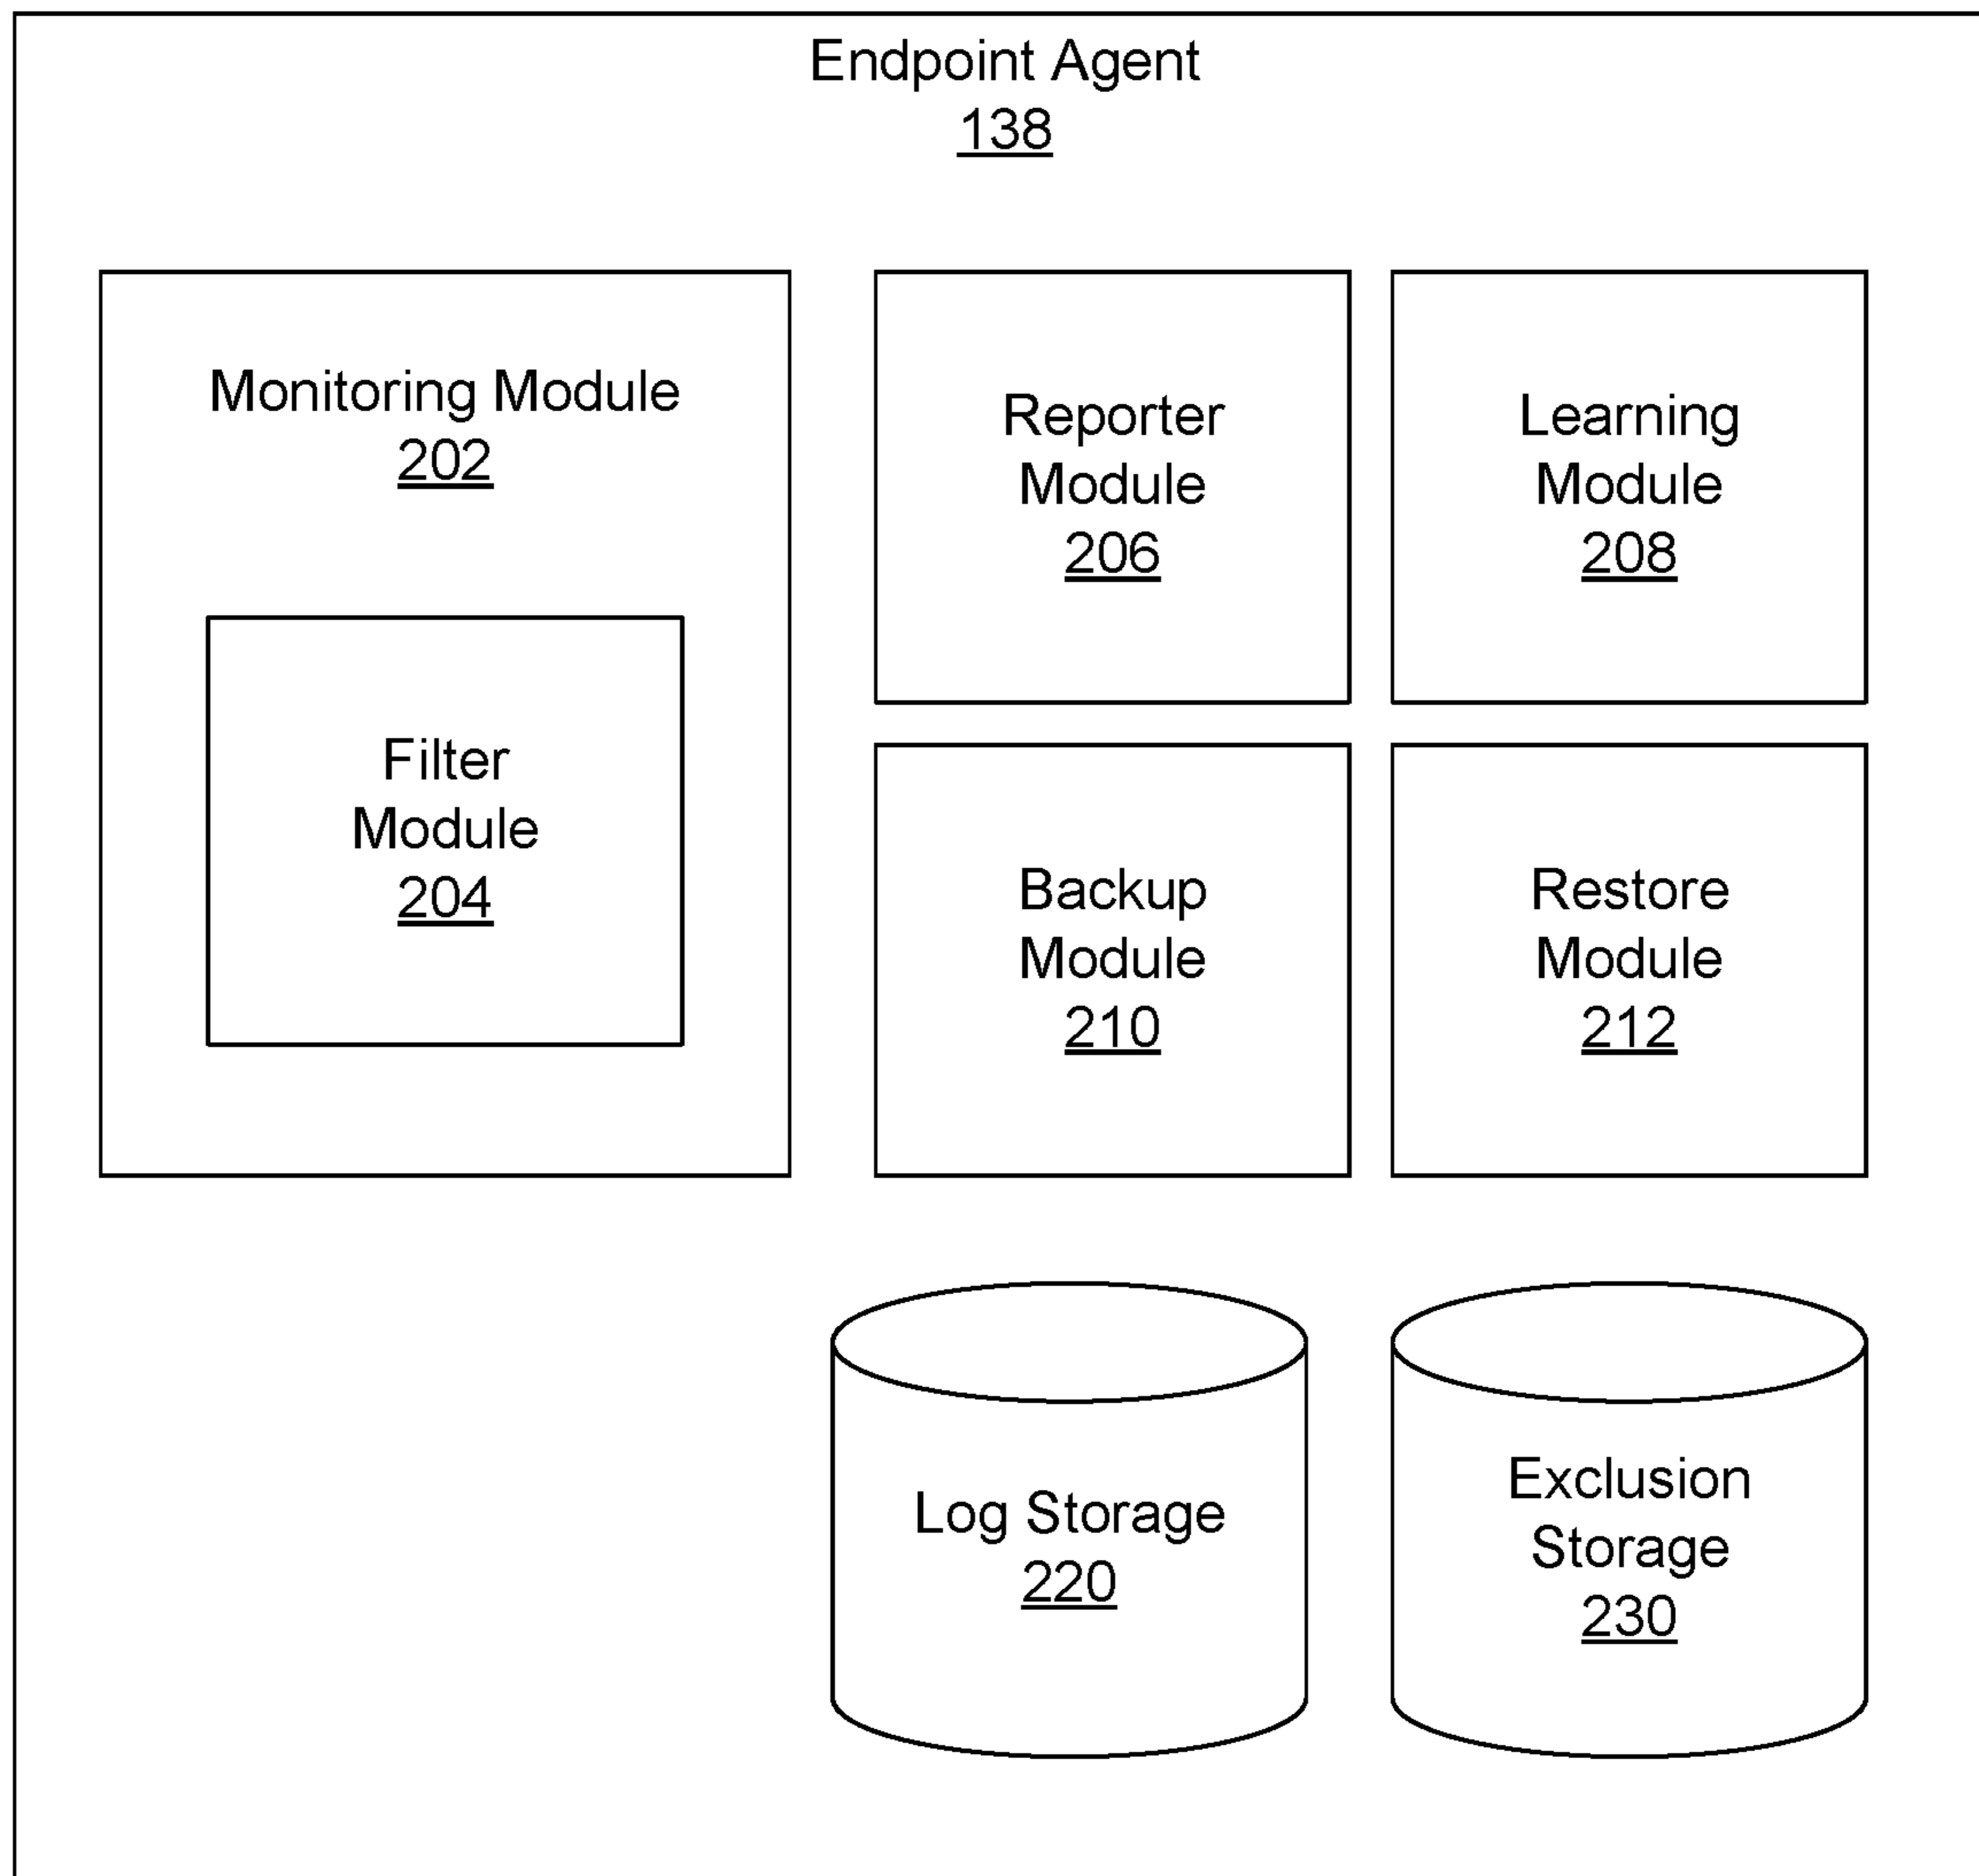 Endpoint Agent
138
Monitoring Module
202
Filter
Module
204
Reporter
Module
206
Learning
Module
208
Backup
Module
210
Restore
Module
212
Log Storage
220
Exclusion
Storage
230